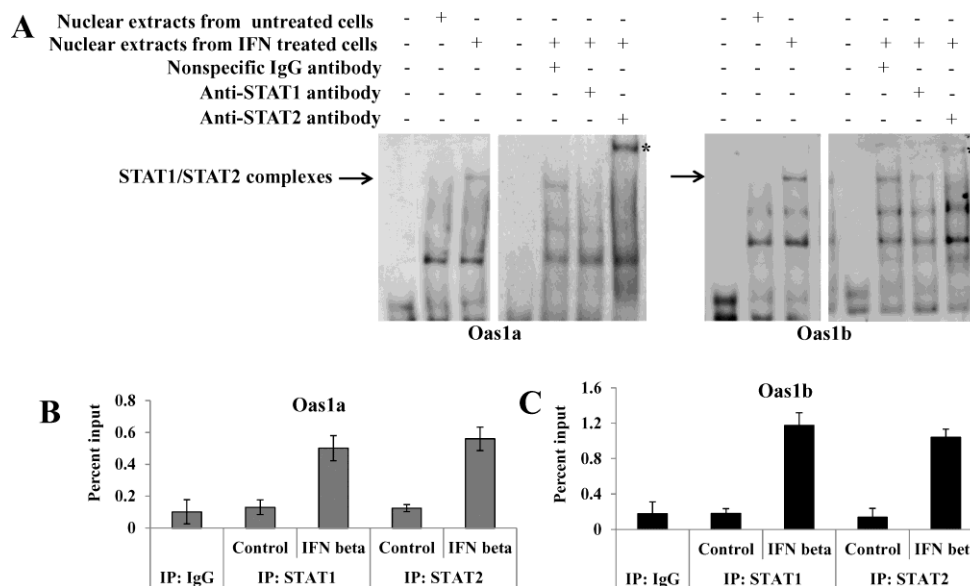 A
Nuclear extracts from untreated cells - + - - - - - - + - - - - -
Nuclear extracts from IFN treated cells - - + - + + + - - + - + + +
Nonspecific IgG antibody - - - - + - - - - - - + - -
Anti-STAT1 antibody - - - - - + - - - - - - + -
Anti-STAT2 antibody - - - - - - + - - - - - - +
* *
STAT1/STAT2 complexes
Oas1a Oas1b
B
Oas1a
Percent input
0.8
0.6
0.4
0.2
0
Control IFN beta Control IFN beta
IP: IgG IP: STAT1 IP: STAT2
C
Oas1b
Percent input
1.6
1.2
0.8
0.4
0
Control IFN beta Control IFN bet
IP: IgG IP: STAT1 IP: STAT2